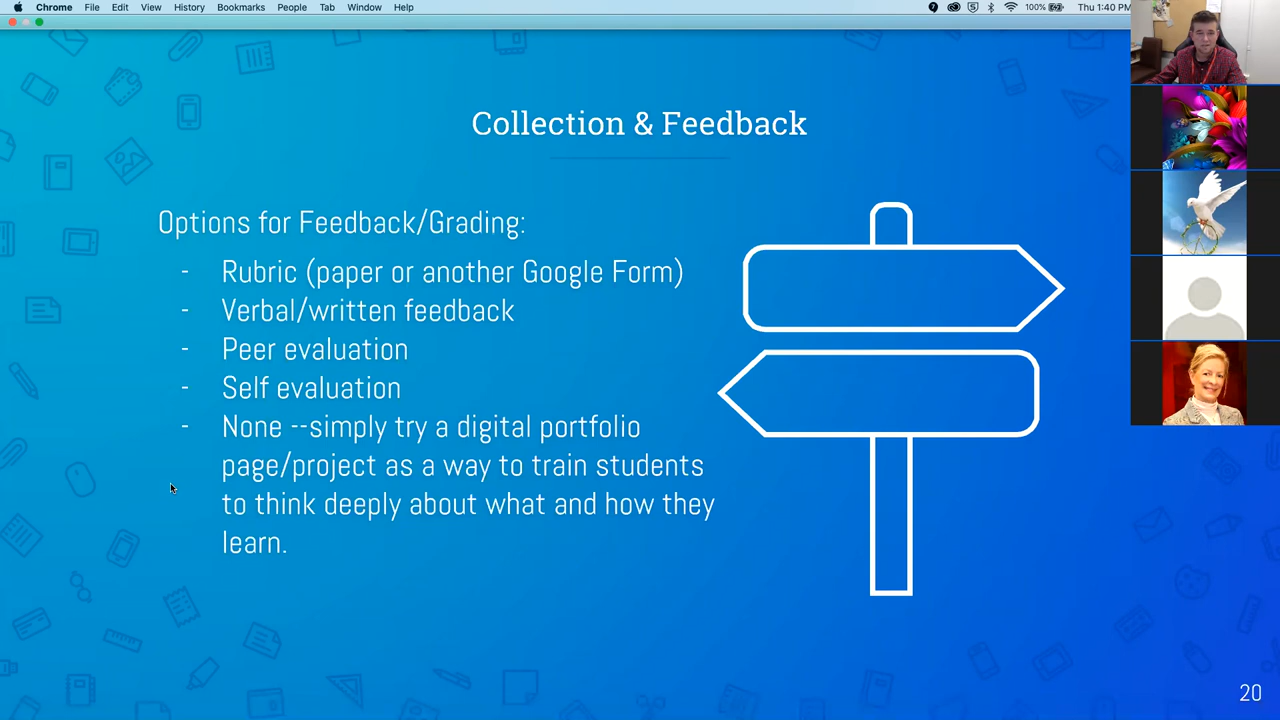 Chrome File Edit View History Bookmarks People Tab Window Help 100% Thu 1:40 PM
Collection & Feedback
Options for Feedback/Grading:
- Rubric (paper or another Google Form)
- Verbal/written feedback
- Peer evaluation
- Self evaluation
- None --simply try a digital portfolio
page/project as a way to train students
to think deeply about what and how they
learn.
20